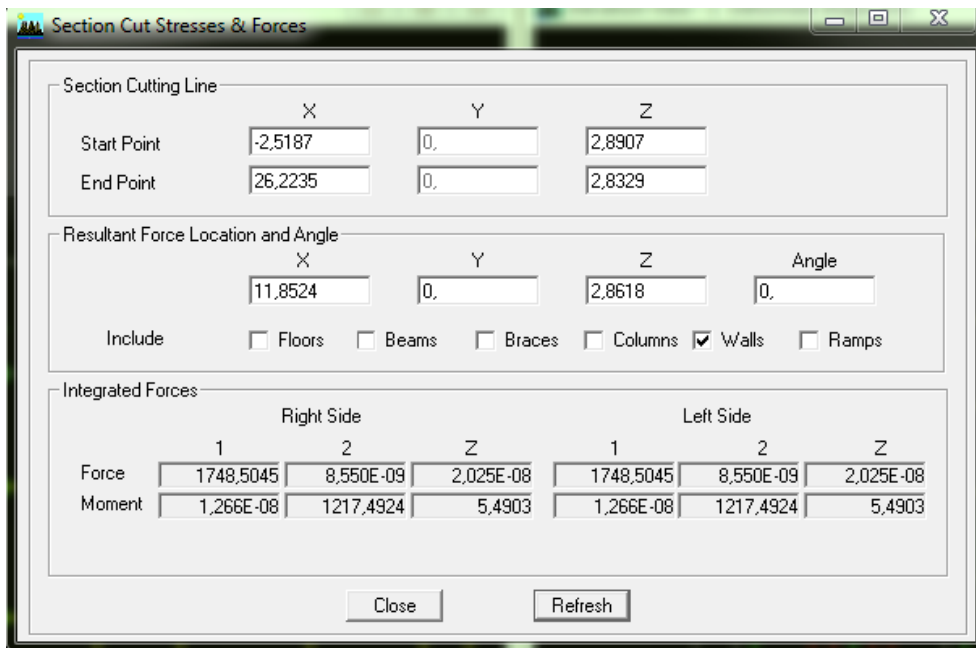 Section Cut Stresses & Forces
Section Cutting Line
X Y Z
Start Point -2,5187 0, 2,8907
End Point 26,2235 0, 2,8329
Resultant Force Location and Angle
X Y Z Angle
11,8524 0, 2,8618 0,
Include Floors Beams Braces Columns Walls Ramps
Integrated Forces
Right Side Left Side
1 2 Z 1 2 Z
Force 1748,5045 8,550E-09 2,025E-08 1748,5045 8,550E-09 2,025E-08
Moment 1,266E-08 1217,4924 5,4903 1,266E-08 1217,4924 5,4903
Close Refresh